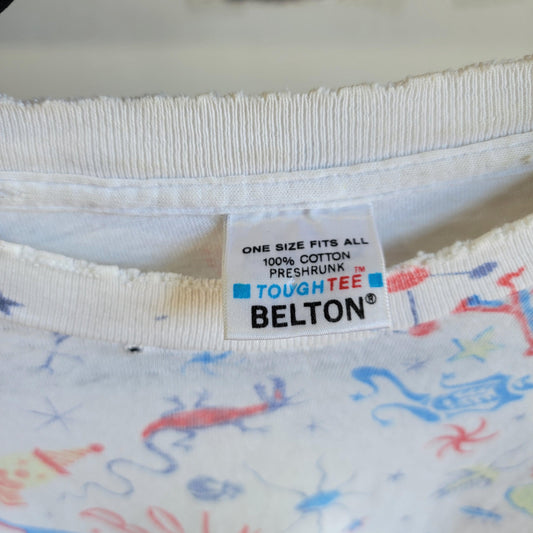 ONE SIZE FITS ALL
100% COTTON
PRESHRUNK
TOUGHTEE™
BELTON®